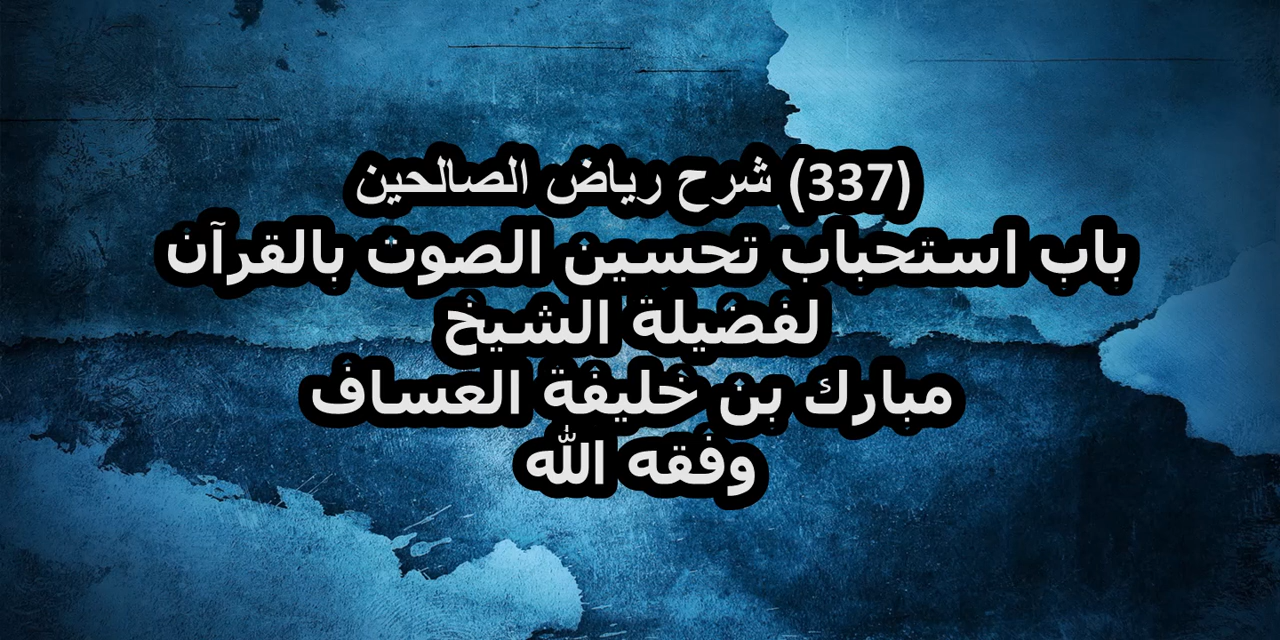 (337) شرح رياض الصالحين
باب استحباب تحسين الصوت بالقرآن
لفضيلة الشيخ
مبارك بن خليفة العساف
وفقه الله